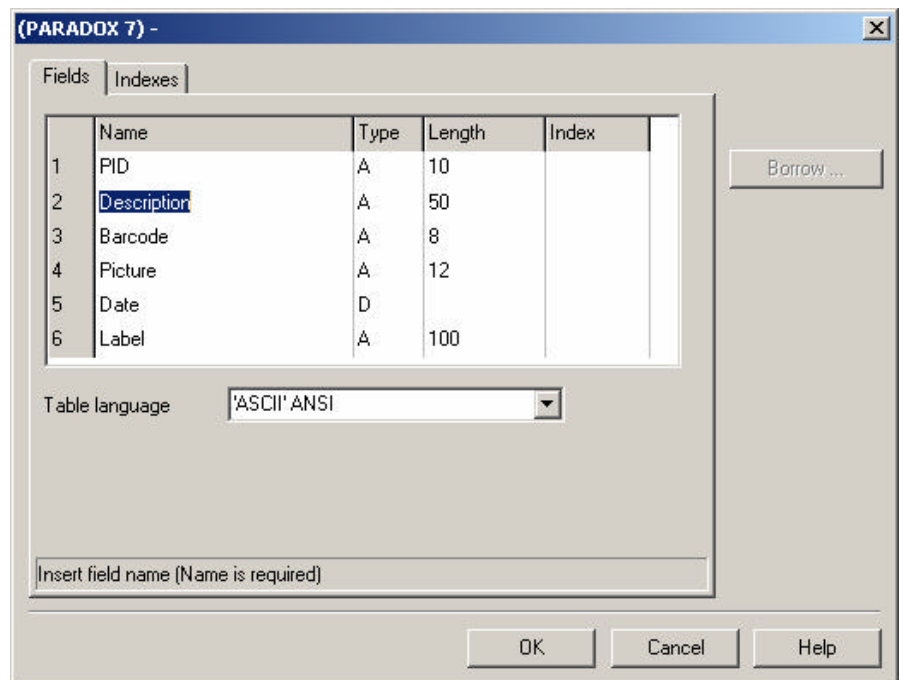 (PARADOX 7) -
Fields Indexes
Name Type Length Index
1 PID A 10
Borrow ...
2 Description A 50
3 Barcode A 8
4 Picture A 12
5 Date D
6 Label A 100
Table language 'ASCII' ANSI
Insert field name (Name is required)
OK Cancel Help